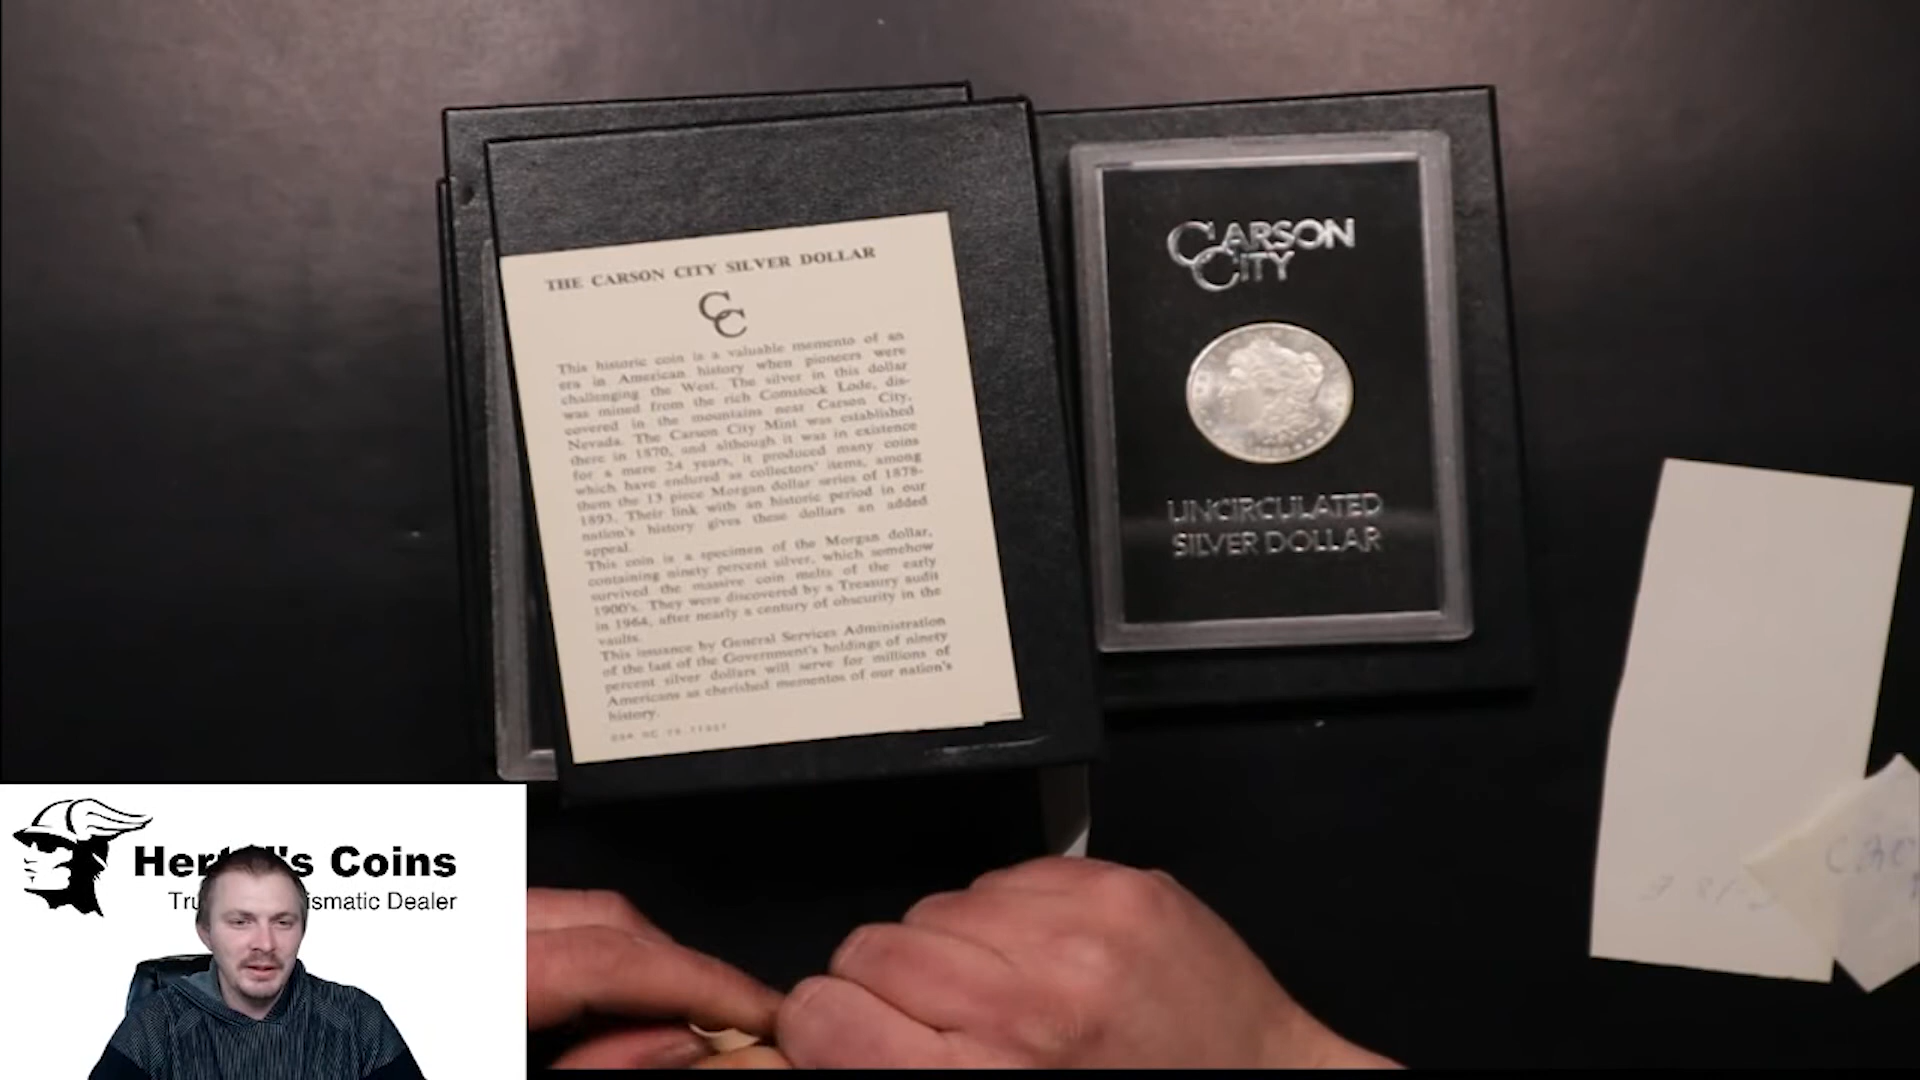 THE CARSON CITY SILVER DOLLAR
CC
This historic coin is a valuable memento of an
era in American history when pioneers were
challenging the West. The silver in this dollar
was mined from the rich Comstock Lode, dis-
covered in the mountains near Carson City,
Nevada. The Carson City Mint was established
there in 1870, and although it was in existence
for a mere 24 years, it produced many coins
which have endured as collectors' items, among
them the 13 piece Morgan dollar series of 1878-
1893. Their link with an historic period in our
nation's history gives these dollars an added
appeal.
This coin is a specimen of the Morgan dollar,
containing ninety percent silver, which somehow
survived the massive coin melts of the early
1900's. They were discovered by a Treasury audit
in 1964, after nearly a century of obscurity in the
vaults.
This issuance by General Services Administration
of the last of the Government's holdings of ninety
percent silver dollars will serve for millions of
Americans as cherished mementos of our nation's
history.
CARSON
CITY
UNCIRCULATED
SILVER DOLLAR
Coins
Dealer